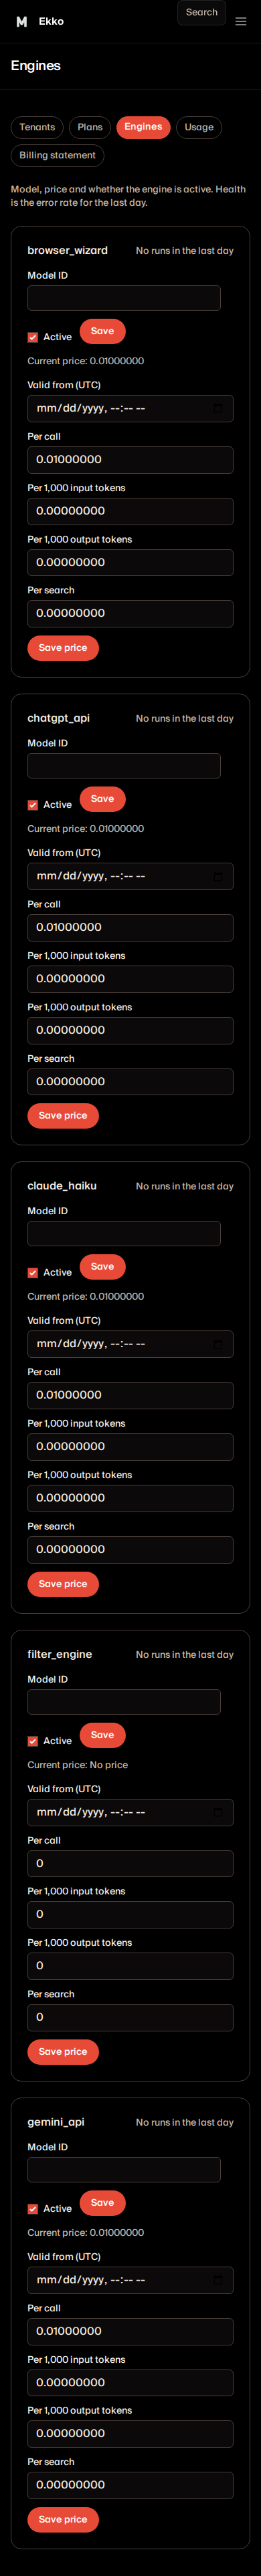 M Ekko Search
Engines
Tenants Plans Engines Usage
Billing statement
Model, price and whether the engine is active. Health
is the error rate for the last day.
browser_wizard No runs in the last day
Model ID
Active Save
Current price: 0.01000000
Valid from (UTC)
mm/dd/yyyy, --:-- --
Per call
0.01000000
Per 1,000 input tokens
0.00000000
Per 1,000 output tokens
0.00000000
Per search
0.00000000
Save price
chatgpt_api No runs in the last day
Model ID
Active Save
Current price: 0.01000000
Valid from (UTC)
mm/dd/yyyy, --:-- --
Per call
0.01000000
Per 1,000 input tokens
0.00000000
Per 1,000 output tokens
0.00000000
Per search
0.00000000
Save price
claude_haiku No runs in the last day
Model ID
Active Save
Current price: 0.01000000
Valid from (UTC)
mm/dd/yyyy, --:-- --
Per call
0.01000000
Per 1,000 input tokens
0.00000000
Per 1,000 output tokens
0.00000000
Per search
0.00000000
Save price
filter_engine No runs in the last day
Model ID
Active Save
Current price: No price
Valid from (UTC)
mm/dd/yyyy, --:-- --
Per call
0
Per 1,000 input tokens
0
Per 1,000 output tokens
0
Per search
0
Save price
gemini_api No runs in the last day
Model ID
Active Save
Current price: 0.01000000
Valid from (UTC)
mm/dd/yyyy, --:-- --
Per call
0.01000000
Per 1,000 input tokens
0.00000000
Per 1,000 output tokens
0.00000000
Per search
0.00000000
Save price